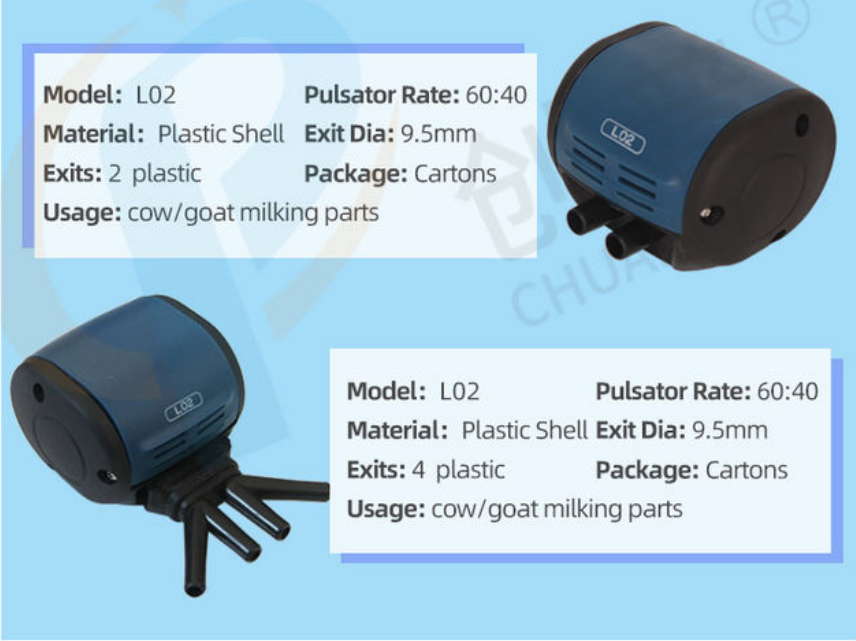 Model: L02 Pulsator Rate: 60:40
Material: Plastic Shell Exit Dia: 9.5mm
Exits: 2 plastic Package: Cartons
Usage: cow/goat milking parts
L02
®
创
CHUA
L02
Model: L02 Pulsator Rate: 60:40
Material: Plastic Shell Exit Dia: 9.5mm
Exits: 4 plastic Package: Cartons
Usage: cow/goat milking parts